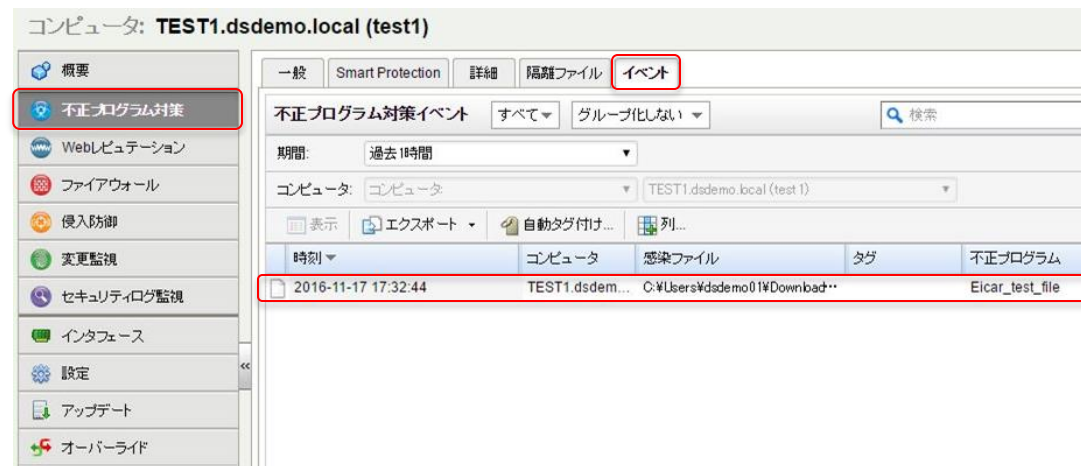 コンピュータ: TEST1.dsdemo.local (test1)
概要
不正プログラム対策
Webレピュテーション
ファイアウォール
侵入防御
変更監視
セキュリティログ監視
インタフェース
設定
アップデート
オーバーライド
一般 Smart Protection 詳細 隔離ファイル イベント
不正プログラム対策イベント すべて グループ化しない 検索
期間: 過去1時間
コンピュータ: コンピュータ: TEST1.dsdemo.local (test1)
表示 エクスポート 自動タグ付け... 列...
時刻 コンピュータ 感染ファイル タグ 不正プログラム
2016-11-17 17:32:44 TEST1.dsdem... C:¥Users¥dsdemo01¥Download… Eicar_test_file